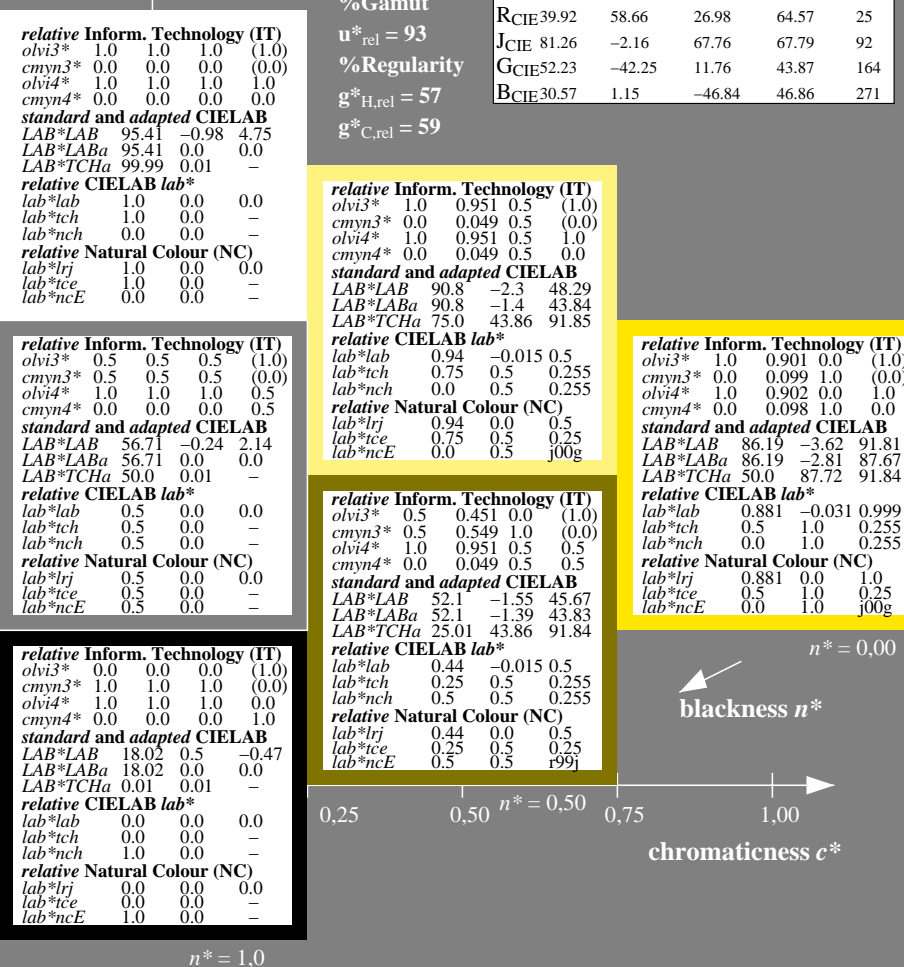 %Gamut
u*rel = 93
%Regularity
g*H,rel = 57
g*C,rel = 59
RCIE 39.92 58.66 26.98 64.57 25
JCIE 81.26 −2.16 67.76 67.79 92
GCIE 52.23 −42.25 11.76 43.87 164
BCIE 30.57 1.15 −46.84 46.86 271
relative Inform. Technology (IT)
olvi3* 1.0 1.0 1.0 (1.0)
cmyn3* 0.0 0.0 0.0 (0.0)
olvi4* 1.0 1.0 1.0 1.0
cmyn4* 0.0 0.0 0.0 0.0
standard and adapted CIELAB
LAB*LAB 95.41 −0.98 4.75
LAB*LABa 95.41 0.0 0.0
LAB*TCHa 99.99 0.01 –
relative CIELAB lab*
lab*lab 1.0 0.0 0.0
lab*tch 1.0 0.0 –
lab*nch 0.0 0.0 –
relative Natural Colour (NC)
lab*lrj 1.0 0.0 0.0
lab*tce 1.0 0.0 –
lab*ncE 0.0 0.0 –
relative Inform. Technology (IT)
olvi3* 1.0 0.951 0.5 (1.0)
cmyn3* 0.0 0.049 0.5 (0.0)
olvi4* 1.0 0.951 0.5 1.0
cmyn4* 0.0 0.049 0.5 0.0
standard and adapted CIELAB
LAB*LAB 90.8 −2.3 48.29
LAB*LABa 90.8 −1.4 43.84
LAB*TCHa 75.0 43.86 91.85
relative CIELAB lab*
lab*lab 0.94 −0.015 0.5
lab*tch 0.75 0.5 0.255
lab*nch 0.0 0.5 0.255
relative Natural Colour (NC)
lab*lrj 0.94 0.0 0.5
lab*tce 0.75 0.5 0.25
lab*ncE 0.0 0.5 j00g
relative Inform. Technology (IT)
olvi3* 0.5 0.5 0.5 (1.0)
cmyn3* 0.5 0.5 0.5 (0.0)
olvi4* 1.0 1.0 1.0 0.5
cmyn4* 0.0 0.0 0.0 0.5
standard and adapted CIELAB
LAB*LAB 56.71 −0.24 2.14
LAB*LABa 56.71 0.0 0.0
LAB*TCHa 50.0 0.01 –
relative CIELAB lab*
lab*lab 0.5 0.0 0.0
lab*tch 0.5 0.0 –
lab*nch 0.5 0.0 –
relative Natural Colour (NC)
lab*lrj 0.5 0.0 0.0
lab*tce 0.5 0.0 –
lab*ncE 0.5 0.0 –
relative Inform. Technology (IT)
olvi3* 1.0 0.901 0.0 (1.0)
cmyn3* 0.0 0.099 1.0 (0.0)
olvi4* 1.0 0.902 0.0 1.0
cmyn4* 0.0 0.098 1.0 0.0
standard and adapted CIELAB
LAB*LAB 86.19 −3.62 91.81
LAB*LABa 86.19 −2.81 87.67
LAB*TCHa 50.0 87.72 91.84
relative CIELAB lab*
lab*lab 0.881 −0.031 0.999
lab*tch 0.5 1.0 0.255
lab*nch 0.0 1.0 0.255
relative Natural Colour (NC)
lab*lrj 0.881 0.0 1.0
lab*tce 0.5 1.0 0.25
lab*ncE 0.0 1.0 j00g
relative Inform. Technology (IT)
olvi3* 0.5 0.451 0.0 (1.0)
cmyn3* 0.5 0.549 1.0 (0.0)
olvi4* 1.0 0.951 0.5 0.5
cmyn4* 0.0 0.049 0.5 0.5
standard and adapted CIELAB
LAB*LAB 52.1 −1.55 45.67
LAB*LABa 52.1 −1.39 43.83
LAB*TCHa 25.01 43.86 91.84
relative CIELAB lab*
lab*lab 0.44 −0.015 0.5
lab*tch 0.25 0.5 0.255
lab*nch 0.5 0.5 0.255
relative Natural Colour (NC)
lab*lrj 0.44 0.0 0.5
lab*tce 0.25 0.5 0.25
lab*ncE 0.5 0.5 r99j
relative Inform. Technology (IT)
olvi3* 0.0 0.0 0.0 (1.0)
cmyn3* 1.0 1.0 1.0 (0.0)
olvi4* 1.0 1.0 1.0 0.0
cmyn4* 0.0 0.0 0.0 1.0
standard and adapted CIELAB
LAB*LAB 18.02 0.5 −0.47
LAB*LABa 18.02 0.0 0.0
LAB*TCHa 0.01 0.01 –
relative CIELAB lab*
lab*lab 0.0 0.0 0.0
lab*tch 0.0 0.0 –
lab*nch 1.0 0.0 –
relative Natural Colour (NC)
lab*lrj 0.0 0.0 0.0
lab*tce 0.0 0.0 –
lab*ncE 1.0 0.0 –
n* = 0,00
blackness n*
n* = 0,50
0,25 0,50 0,75 1,00
chromaticness c*
n* = 1,0